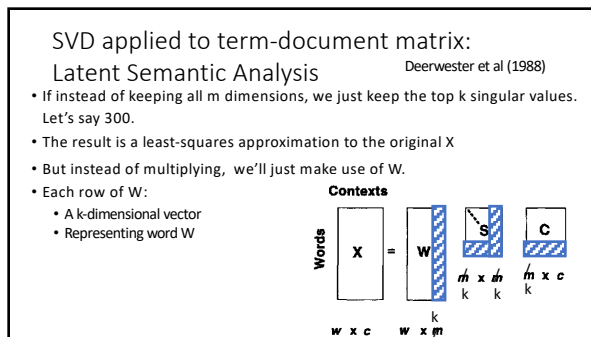 SVD applied to term-document matrix:
Latent Semantic Analysis
Deerwester et al (1988)
• If instead of keeping all m dimensions, we just keep the top k singular values.
Let's say 300.
• The result is a least-squares approximation to the original X
• But instead of multiplying, we'll just make use of W.
• Each row of W:
• A k-dimensional vector
• Representing word W
Contexts
Words
X
=
W
S
C
m x m
m x c
k k
k
k
w x c
w x m